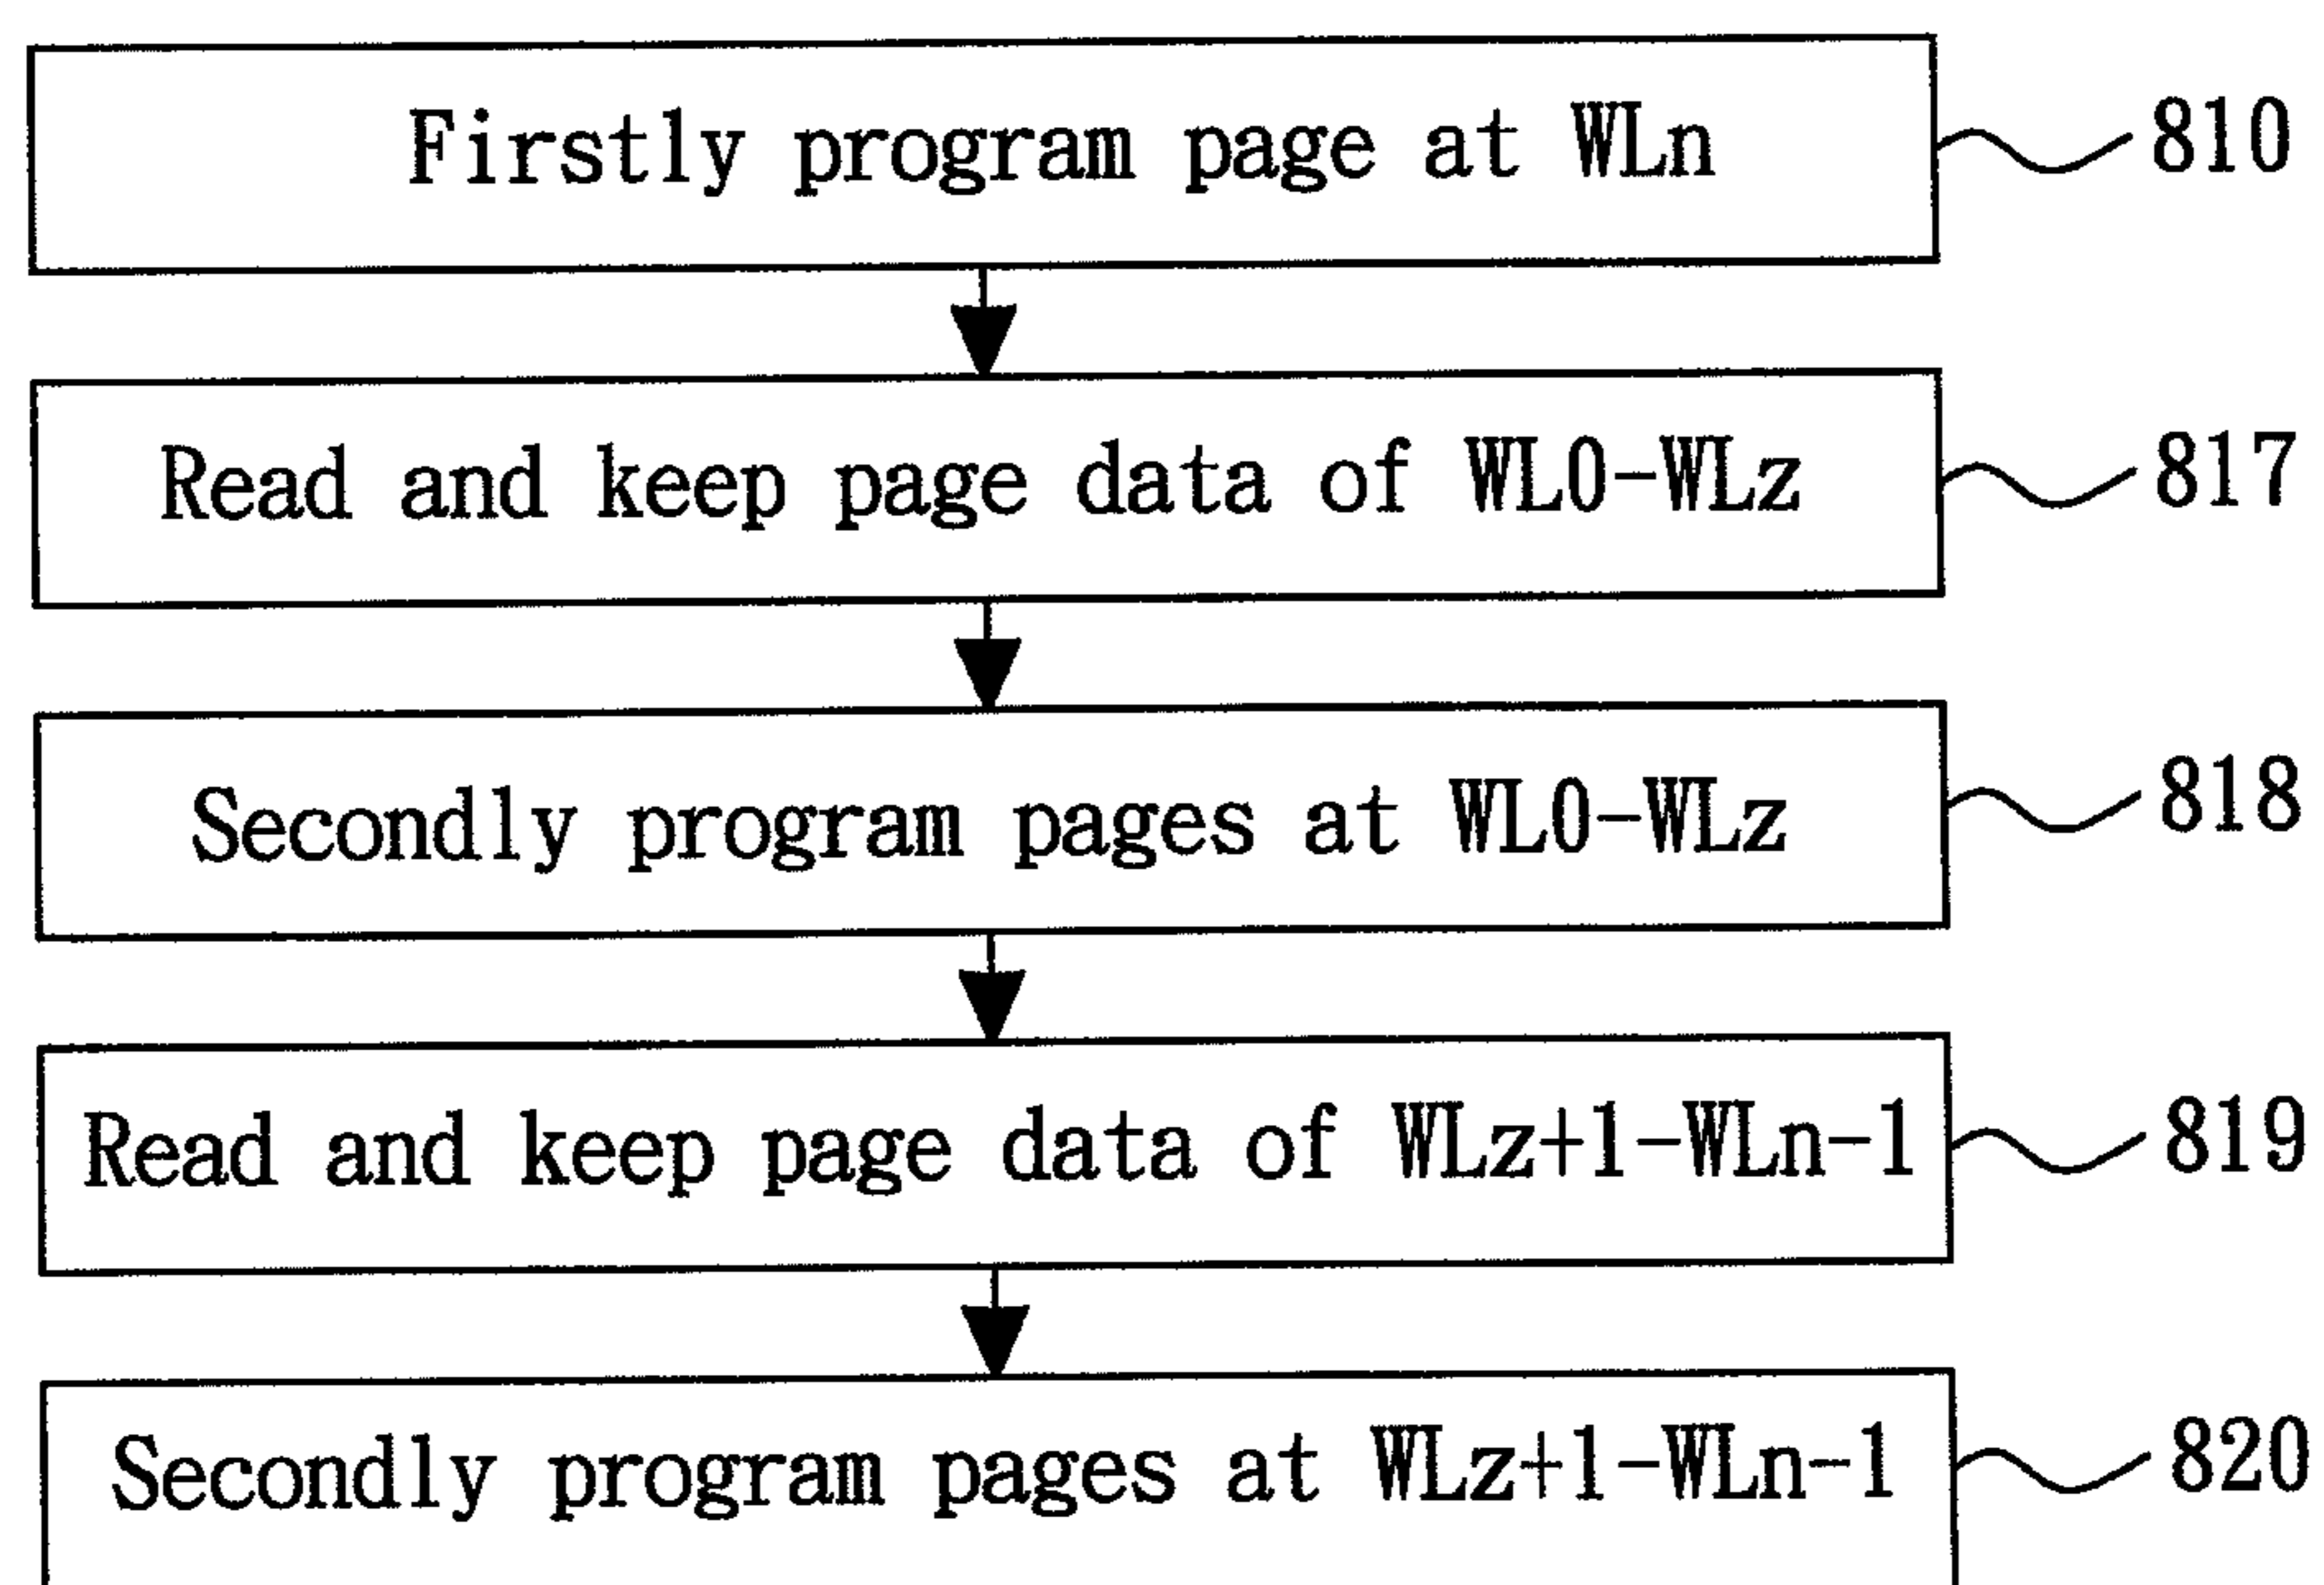 Firstly program page at WLn 810
Read and keep page data of WL0-WLz 817
Secondly program pages at WL0-WLz 818
Read and keep page data of WLz+1-WLn-1 819
Secondly program pages at WLz+1-WLn-1 820